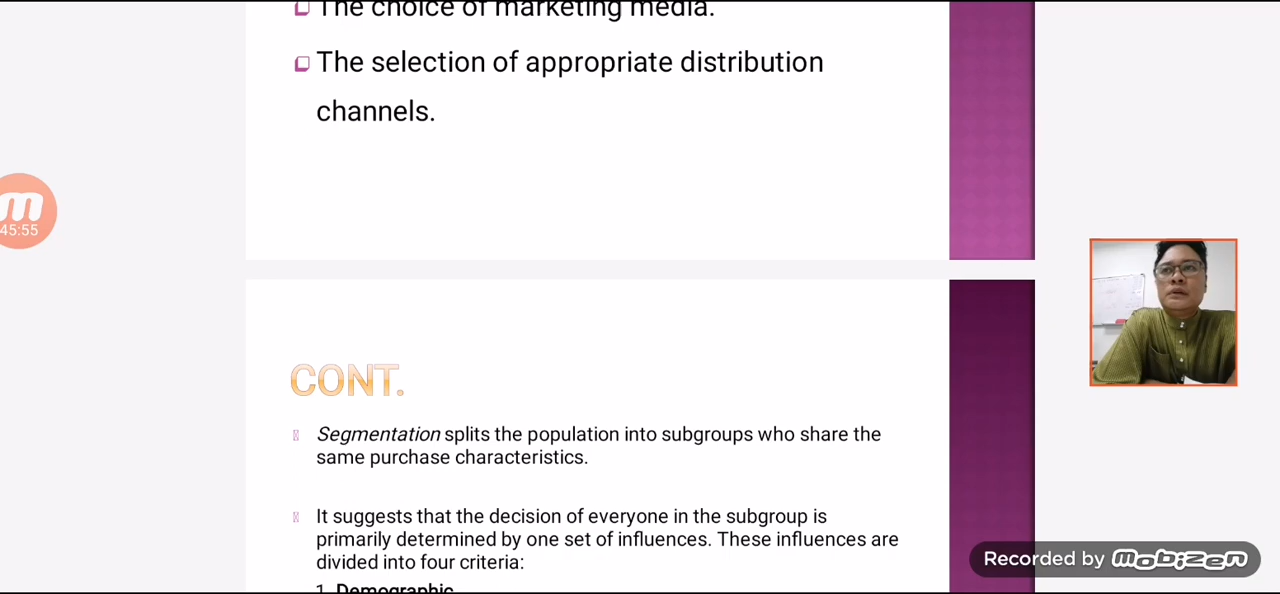 The choice of marketing media.
The selection of appropriate distribution
channels.
45:55
CONT.
Segmentation splits the population into subgroups who share the
same purchase characteristics.
It suggests that the decision of everyone in the subgroup is
primarily determined by one set of influences. These influences are
divided into four criteria:
1. Demographic
Recorded by mobizen